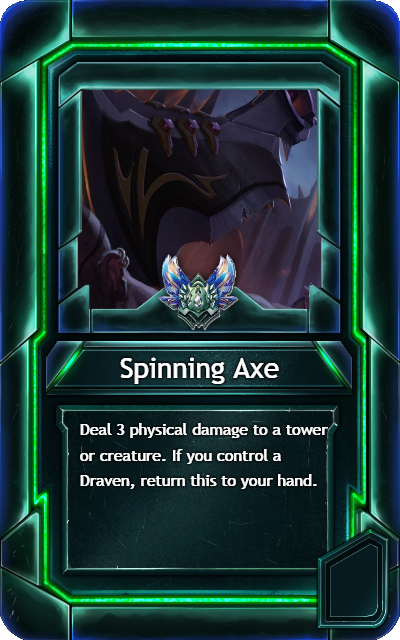 Spinning Axe
Deal 3 physical damage to a tower
or creature. If you control a
Draven, return this to your hand.